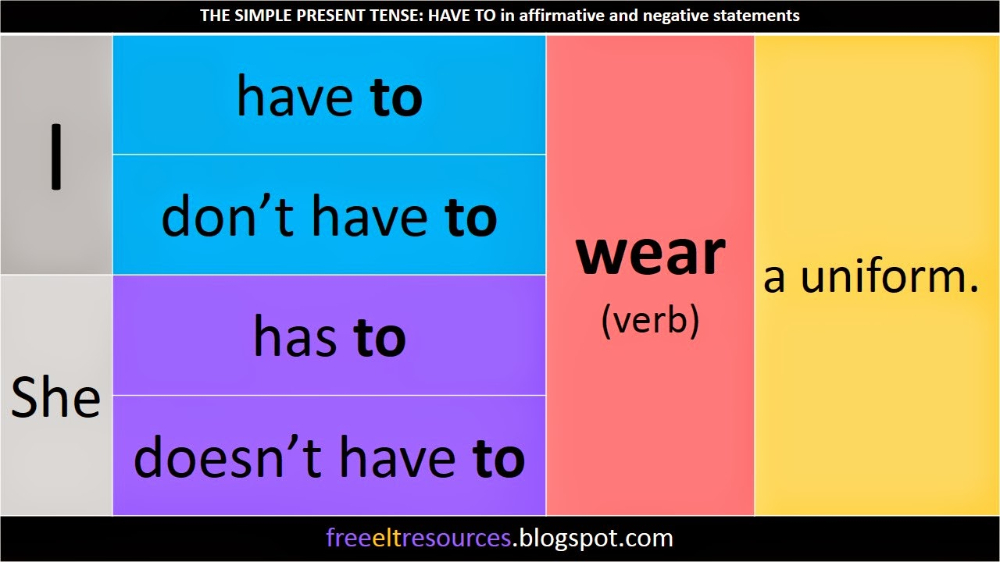 THE SIMPLE PRESENT TENSE: HAVE TO in affirmative and negative statements
I
have to
don’t have to
She
has to
doesn’t have to
wear
(verb)
a uniform.
freeeltresources.blogspot.com